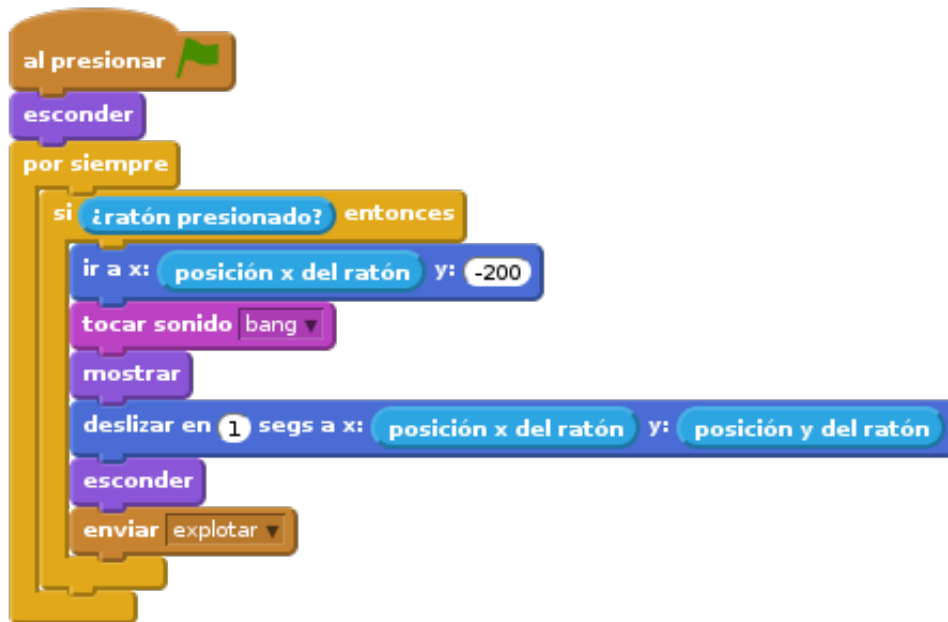 al presionar
esconder
por siempre
si ¿ratón presionado? entonces
ir a x: posición x del ratón y: -200
tocar sonido bang
mostrar
deslizar en 1 segs a x: posición x del ratón y: posición y del ratón
esconder
enviar explotar